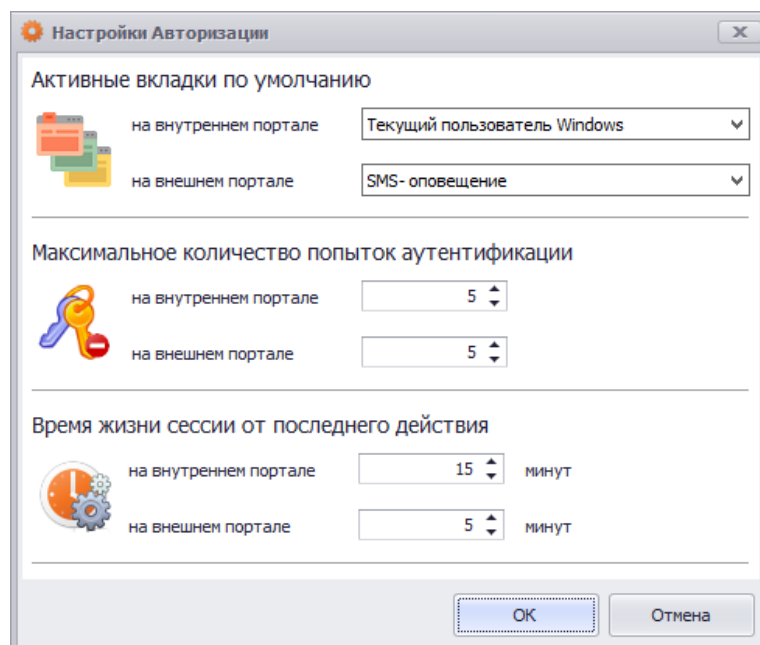 Настройки Авторизации
Активные вкладки по умолчанию
на внутреннем портале Текущий пользователь Windows
на внешнем портале SMS- оповещение
Максимальное количество попыток аутентификации
на внутреннем портале 5
на внешнем портале 5
Время жизни сессии от последнего действия
на внутреннем портале 15 минут
на внешнем портале 5 минут
ОК Отмена